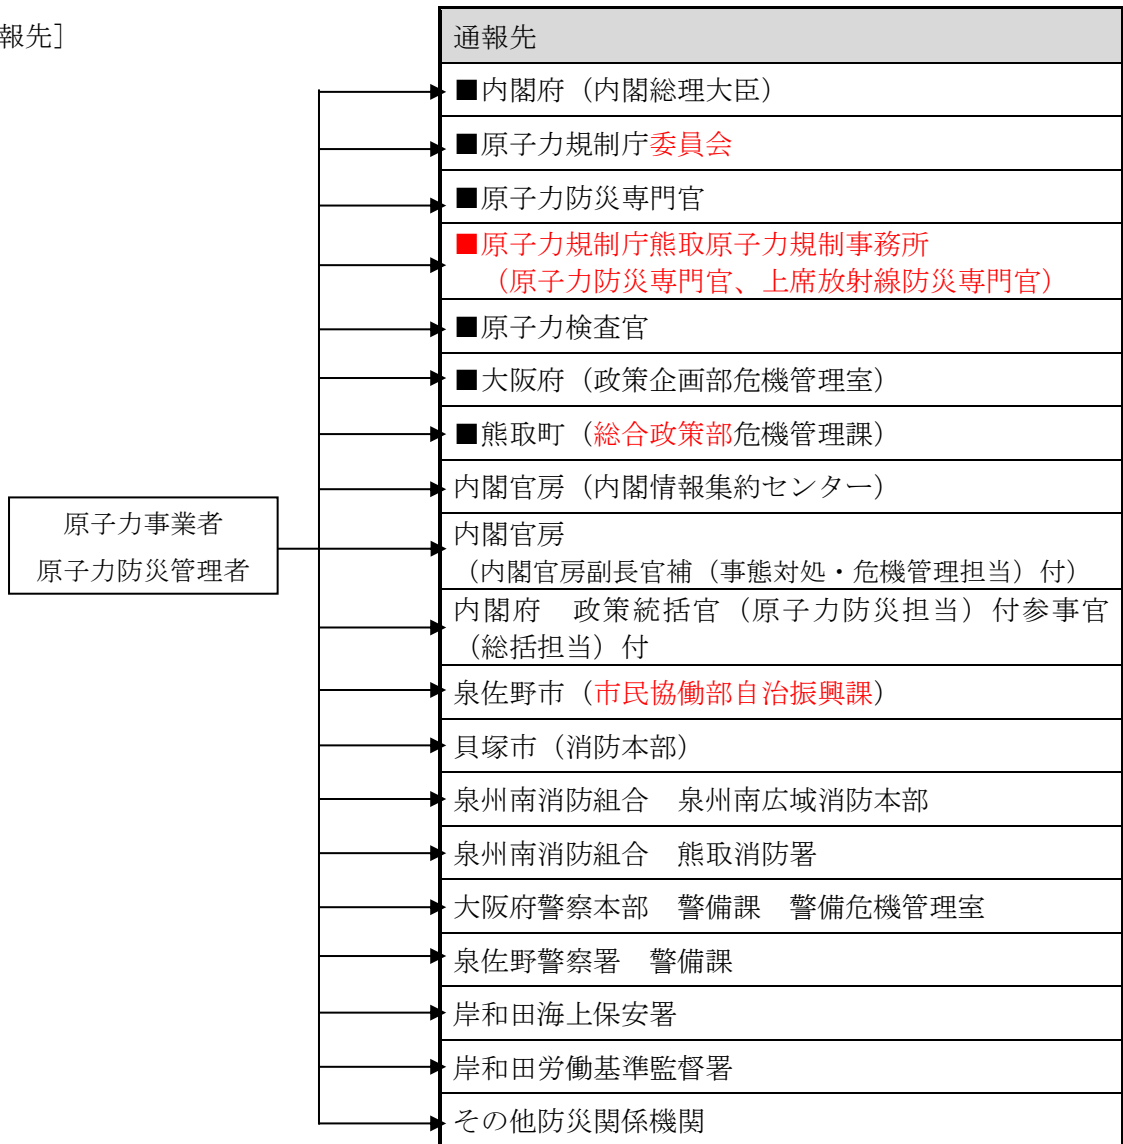 報先］
通報先
■内閣府（内閣総理大臣）
■原子力規制庁委員会
■原子力防災専門官
■原子力規制庁熊取原子力規制事務所
（原子力防災専門官、上席放射線防災専門官）
■原子力検査官
■大阪府（政策企画部危機管理室）
■熊取町（総合政策部危機管理課）
内閣官房（内閣情報集約センター）
原子力事業者
原子力防災管理者
内閣官房
（内閣官房副長官補（事態対処・危機管理担当）付）
内閣府　政策統括官（原子力防災担当）付参事官
（総括担当）付
泉佐野市（市民協働部自治振興課）
貝塚市（消防本部）
泉州南消防組合　泉州南広域消防本部
泉州南消防組合　熊取消防署
大阪府警察本部　警備課　警備危機管理室
泉佐野警察署　警備課
岸和田海上保安署
岸和田労働基準監督署
その他防災関係機関